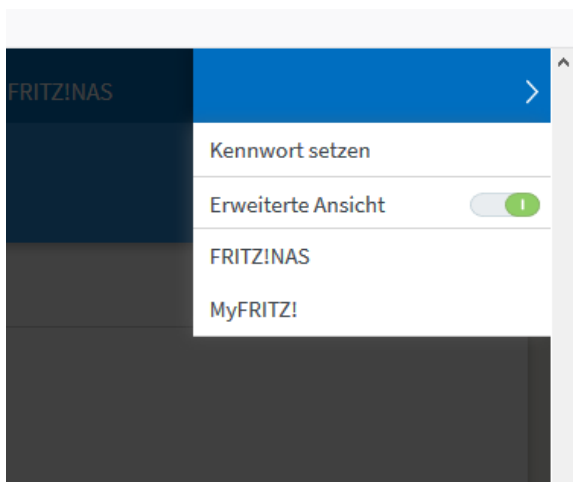 FRITZ!NAS
Kennwort setzen
Erweiterte Ansicht
FRITZ!NAS
MyFRITZ!